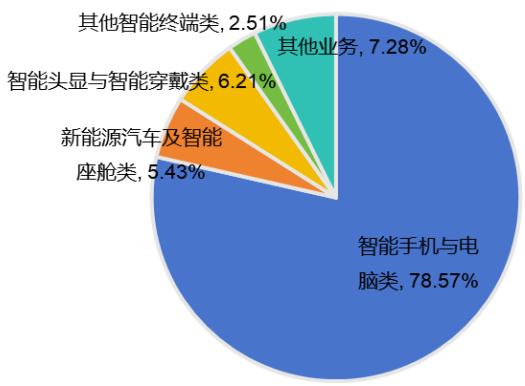 其他智能终端类, 2.51%
其他业务, 7.28%
智能头显与智能穿戴类, 6.21%
新能源汽车及智能
座舱类, 5.43%
智能手机与电
脑类, 78.57%